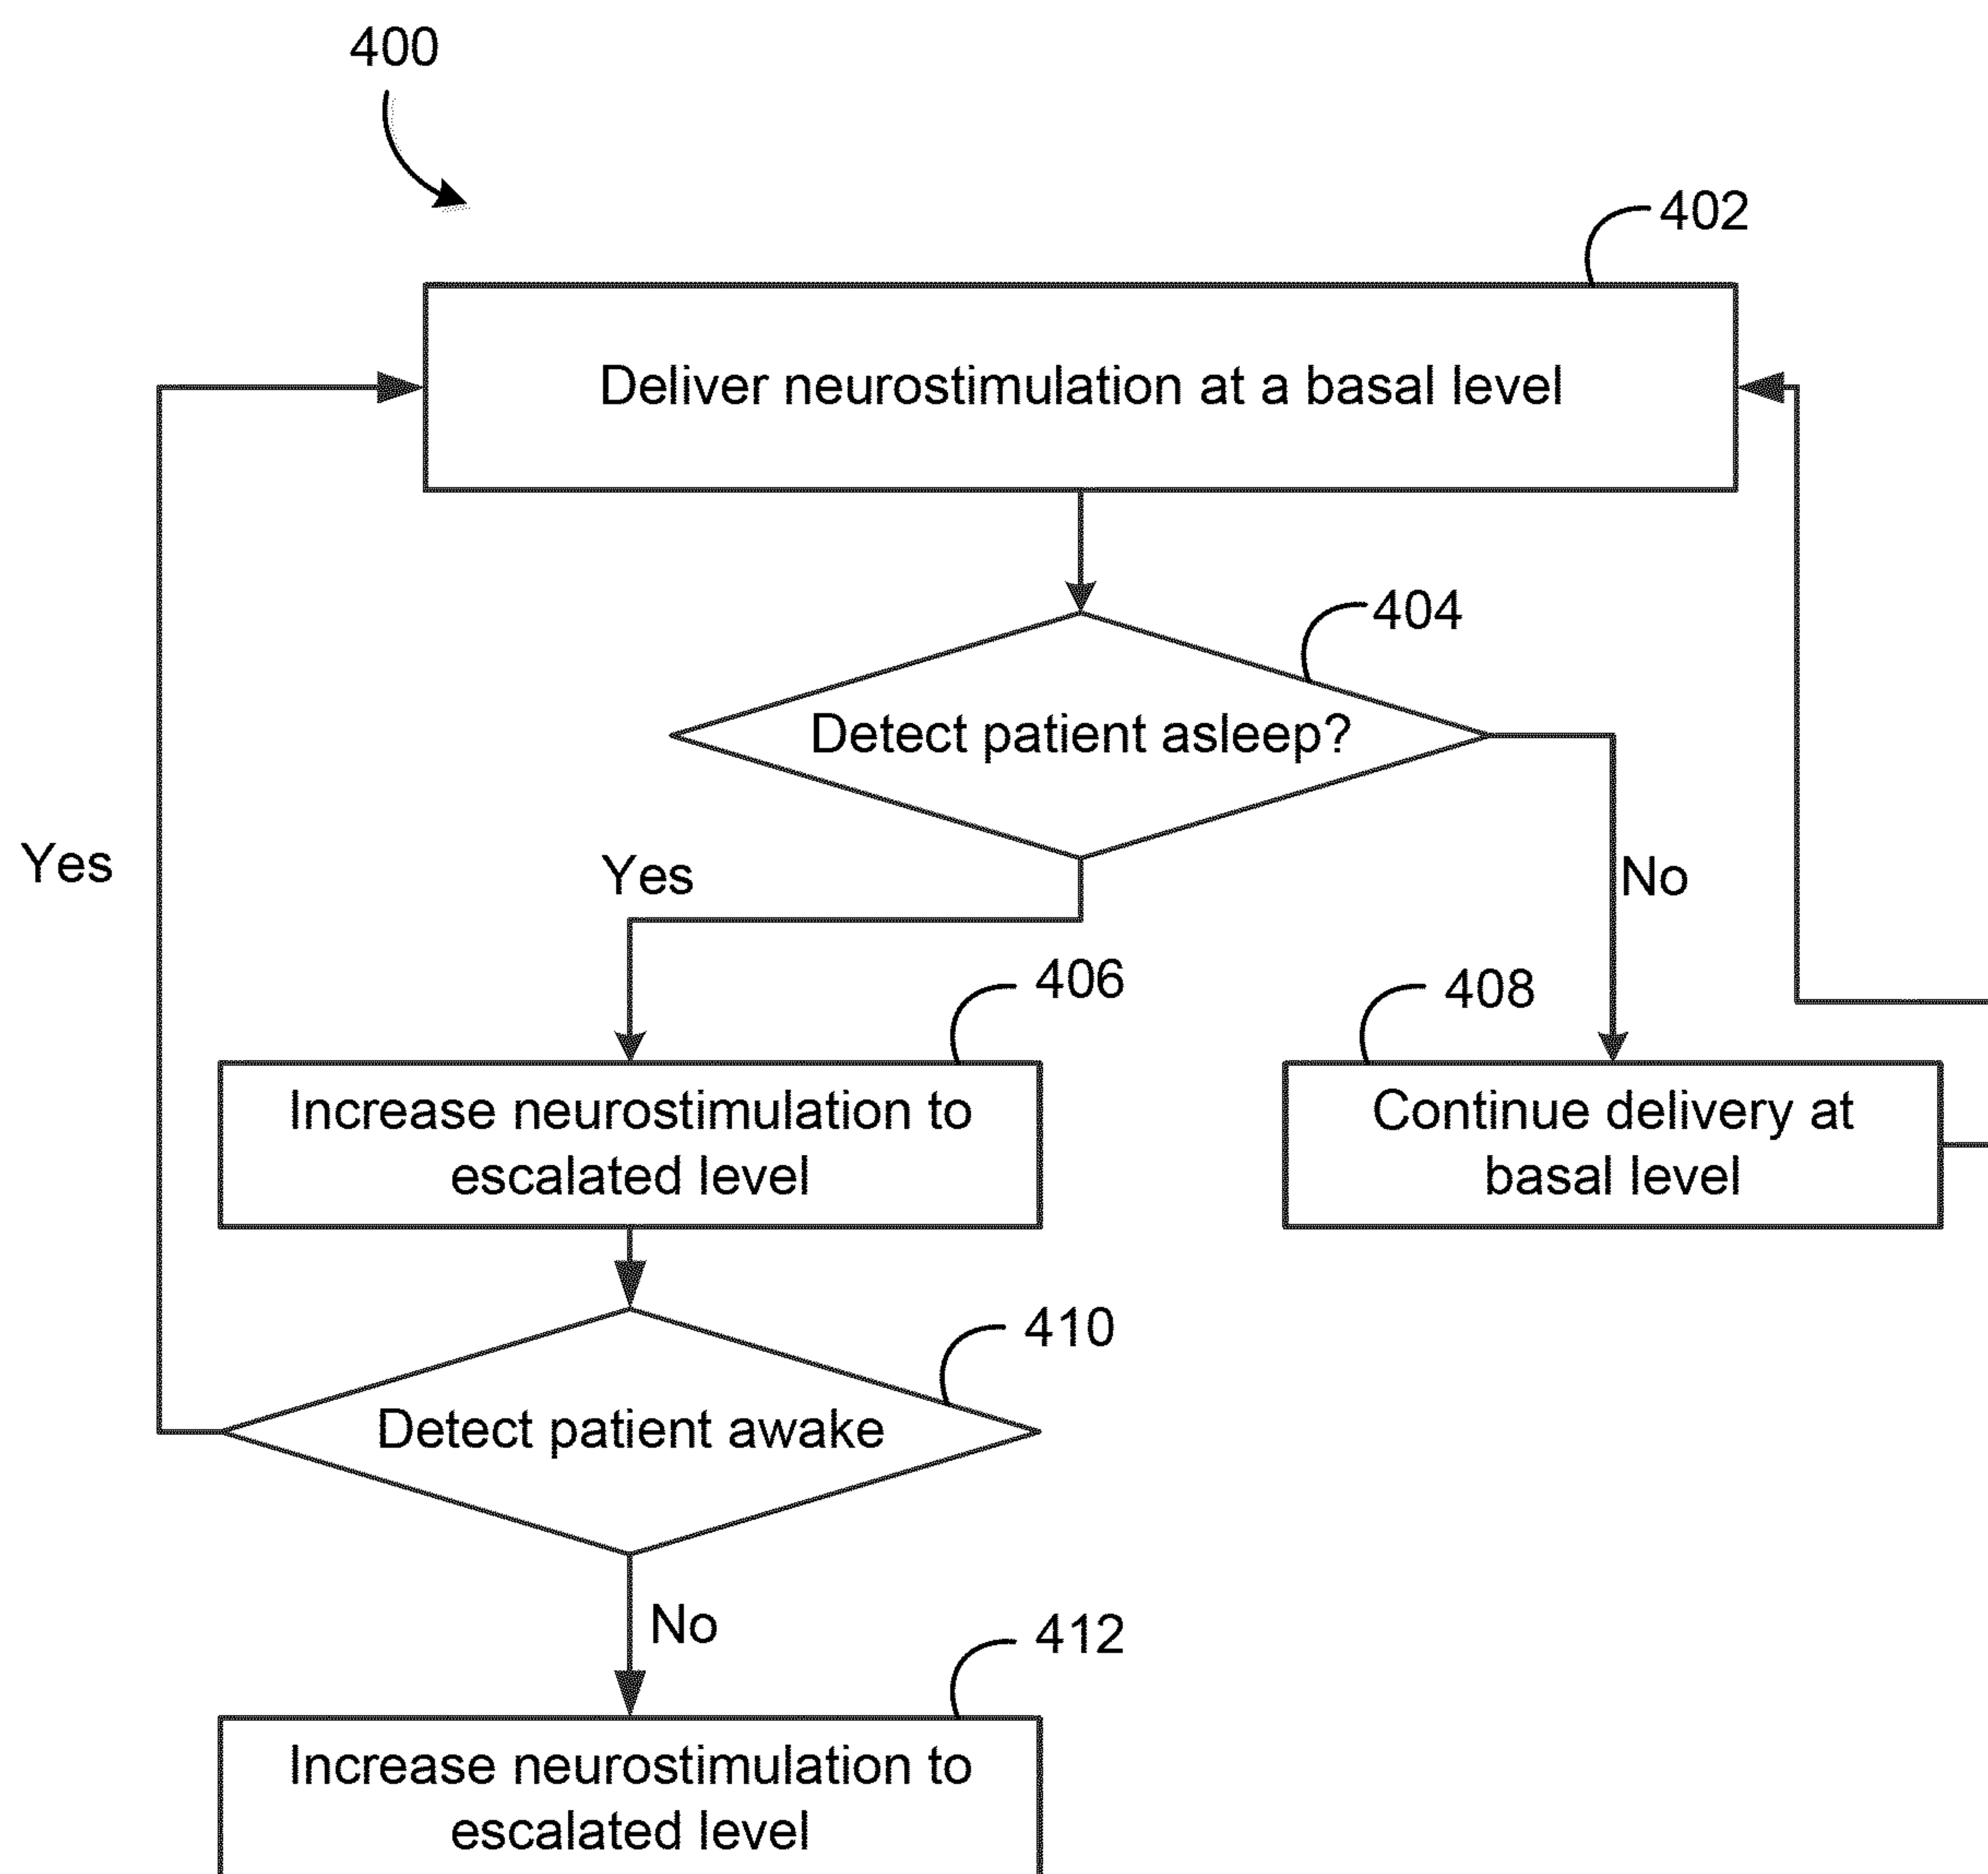 400
402
Deliver neurostimulation at a basal level
404
Detect patient asleep?
Yes
Yes
No
406
408
Increase neurostimulation to
escalated level
Continue delivery at
basal level
410
Detect patient awake
No
412
Increase neurostimulation to
escalated level